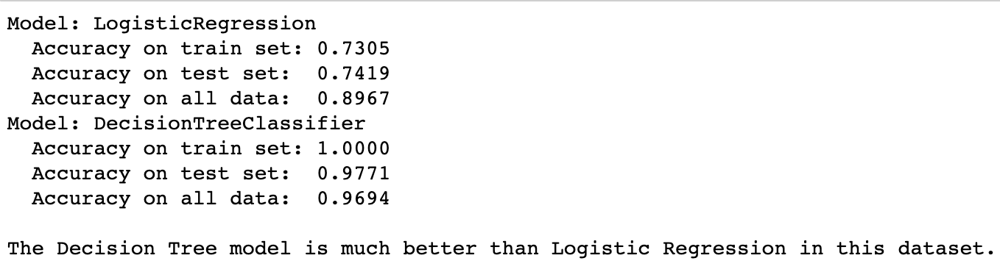 Model: LogisticRegression
  Accuracy on train set: 0.7305
  Accuracy on test set:  0.7419
  Accuracy on all data:  0.8967
Model: DecisionTreeClassifier
  Accuracy on train set: 1.0000
  Accuracy on test set:  0.9771
  Accuracy on all data:  0.9694
The Decision Tree model is much better than Logistic Regression in this dataset.